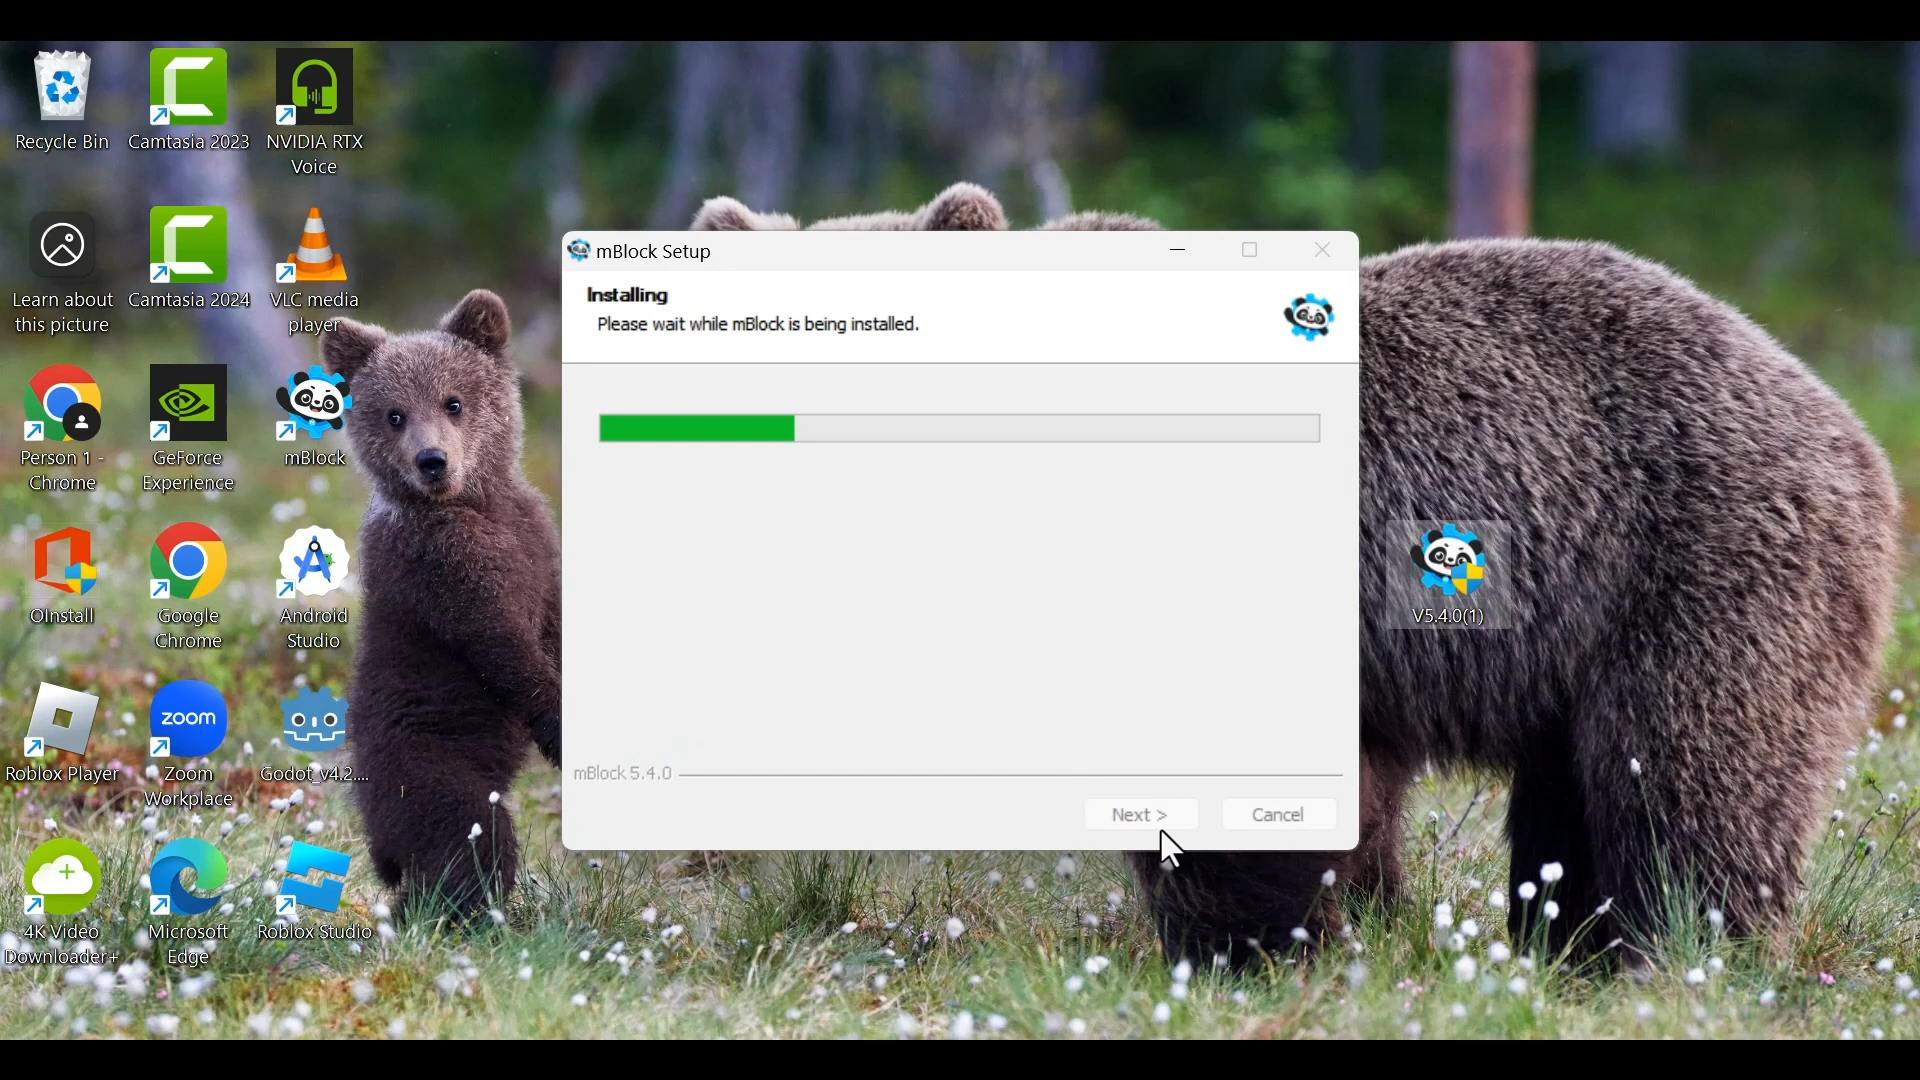 Recycle Bin
Camtasia 2023
NVIDIA RTX
Voice
Learn about
this picture
Camtasia 2024
VLC media
player
Person 1 -
Chrome
GeForce
Experience
mBlock
OInstall
Google
Chrome
Android
Studio
Roblox Player
zoom
Zoom
Workplace
Godot_v4.2....
4K Video
Downloader+
Microsoft
Edge
Roblox Studio
mBlock Setup
Installing
Please wait while mBlock is being installed.
mBlock 5.4.0
Next >
Cancel
V5.4.0(1)